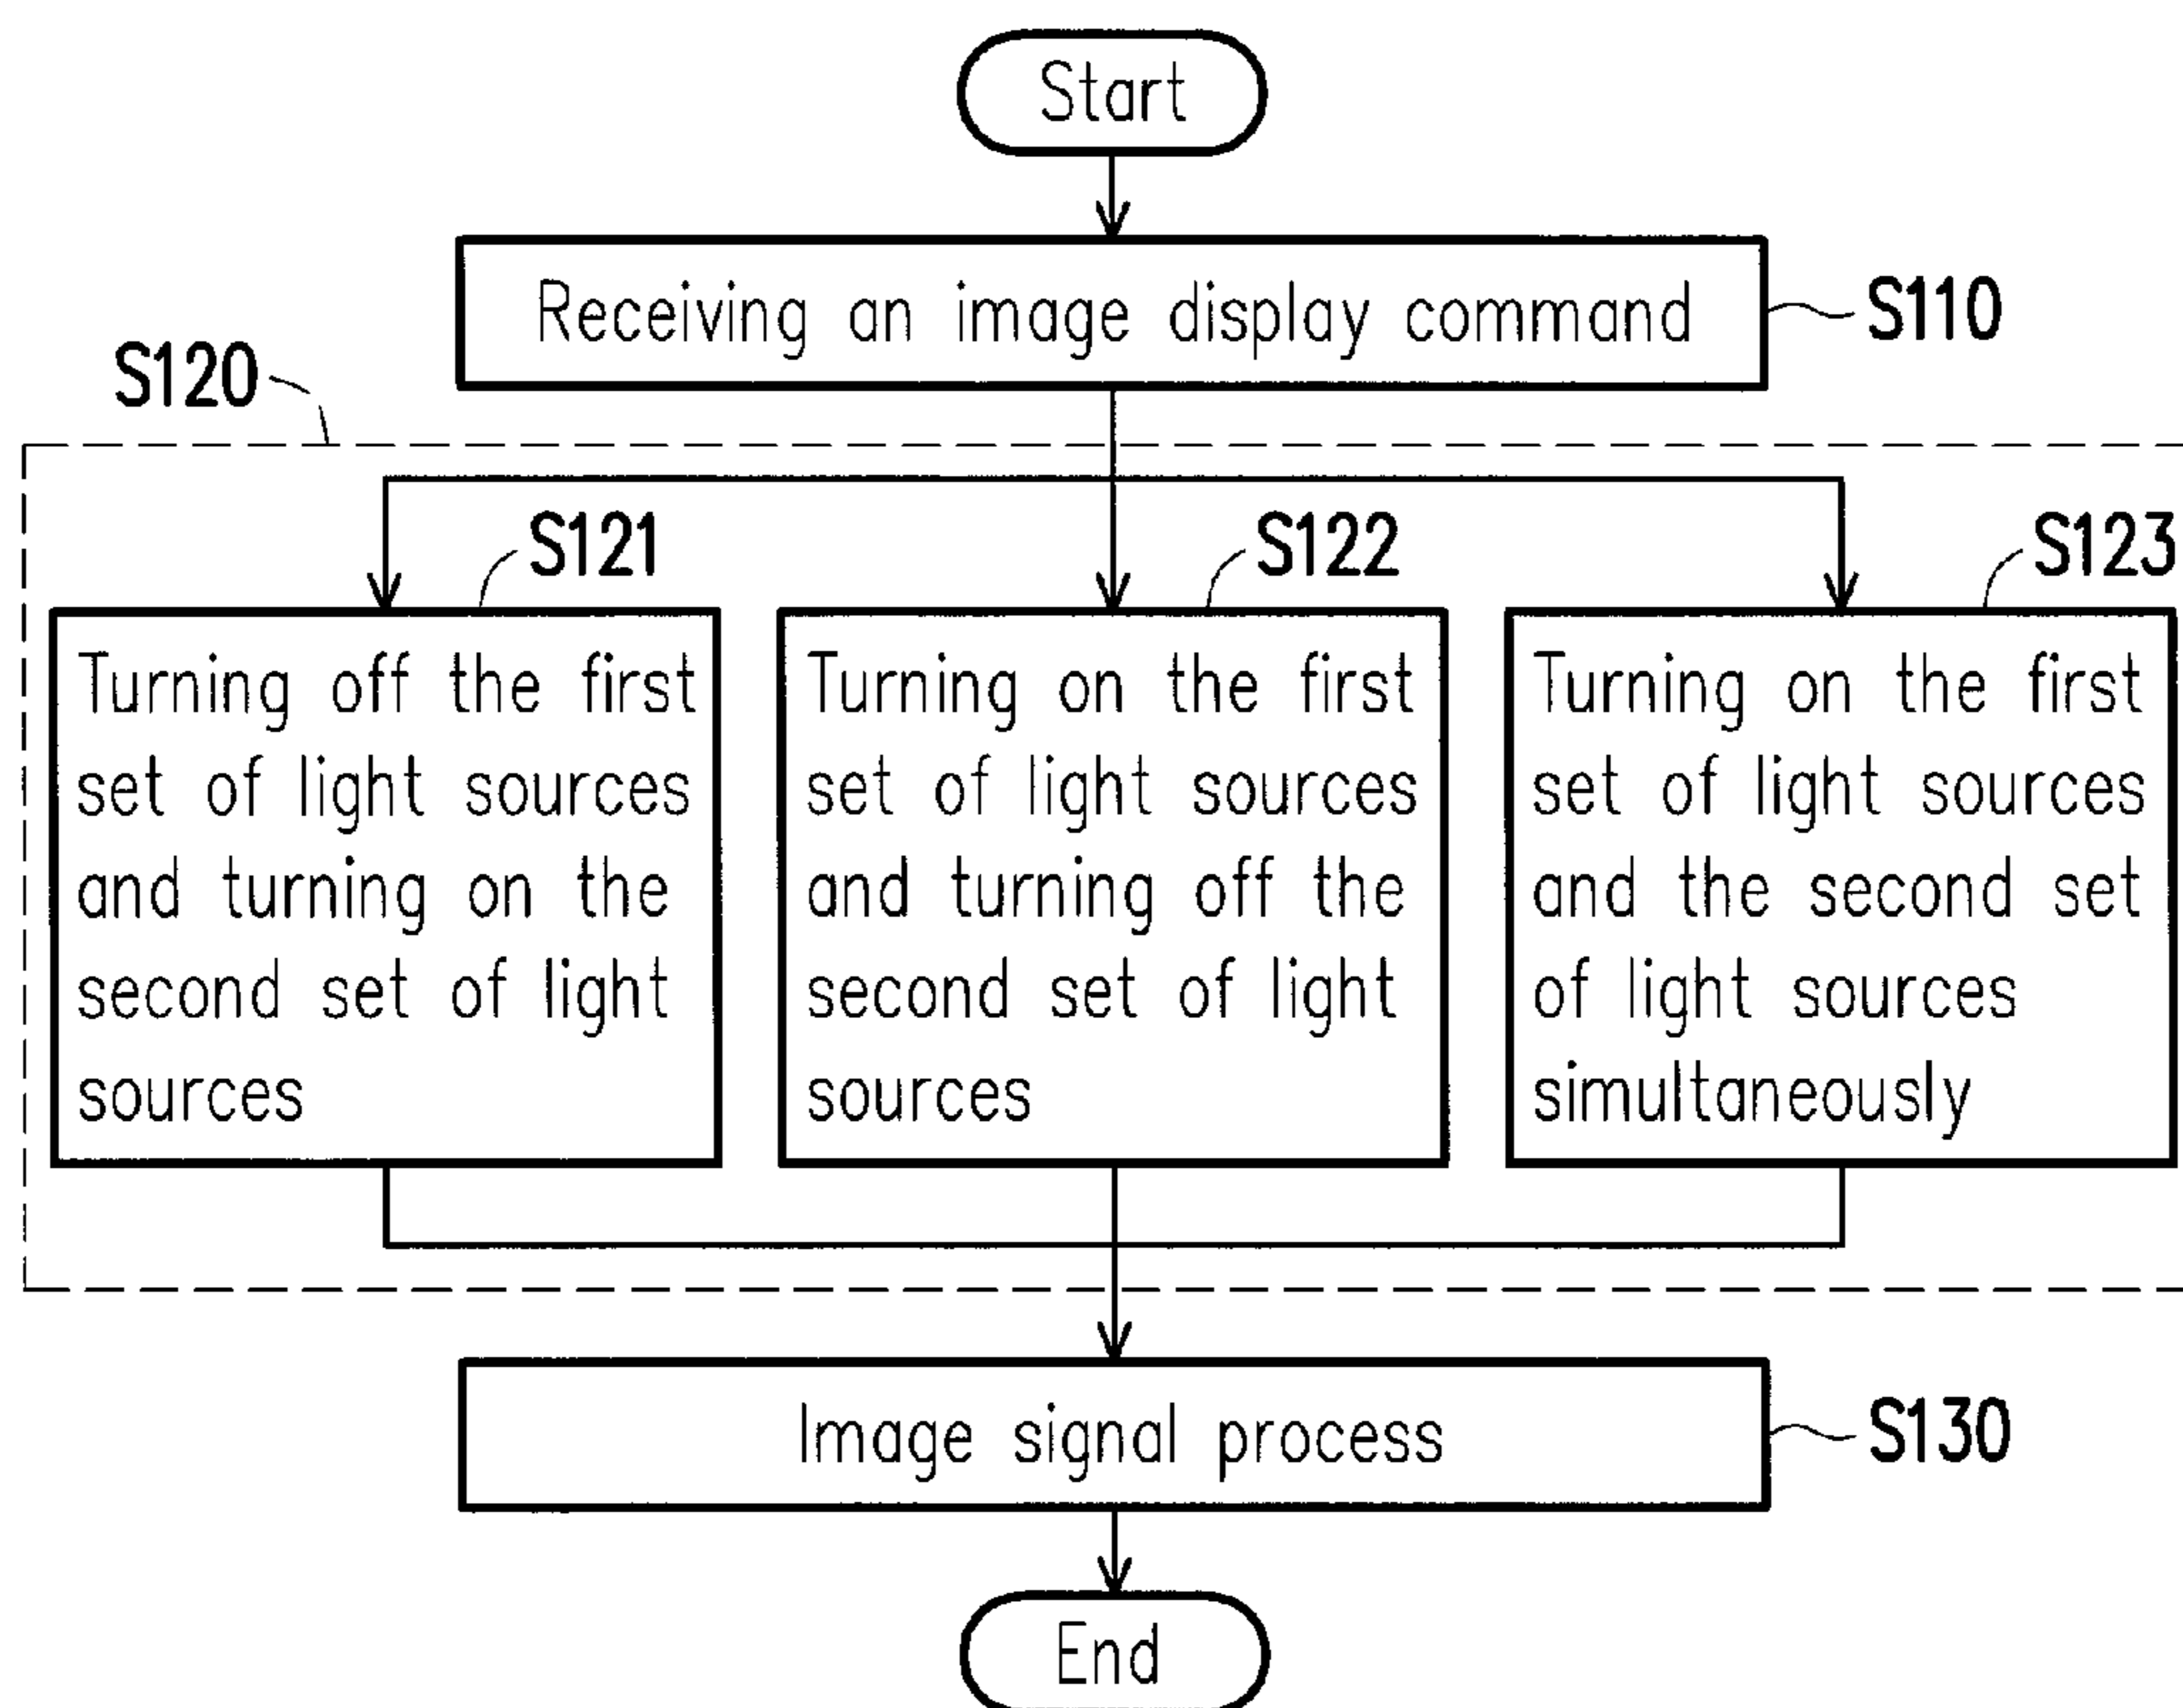 Start
Receiving an image display command
S110
S120
S121
Turning off the first
set of light sources
and turning on the
second set of light
sources
S122
Turning on the first
set of light sources
and turning off the
second set of light
sources
S123
Turning on the first
set of light sources
and the second set
of light sources
simultaneously
Image signal process
S130
End